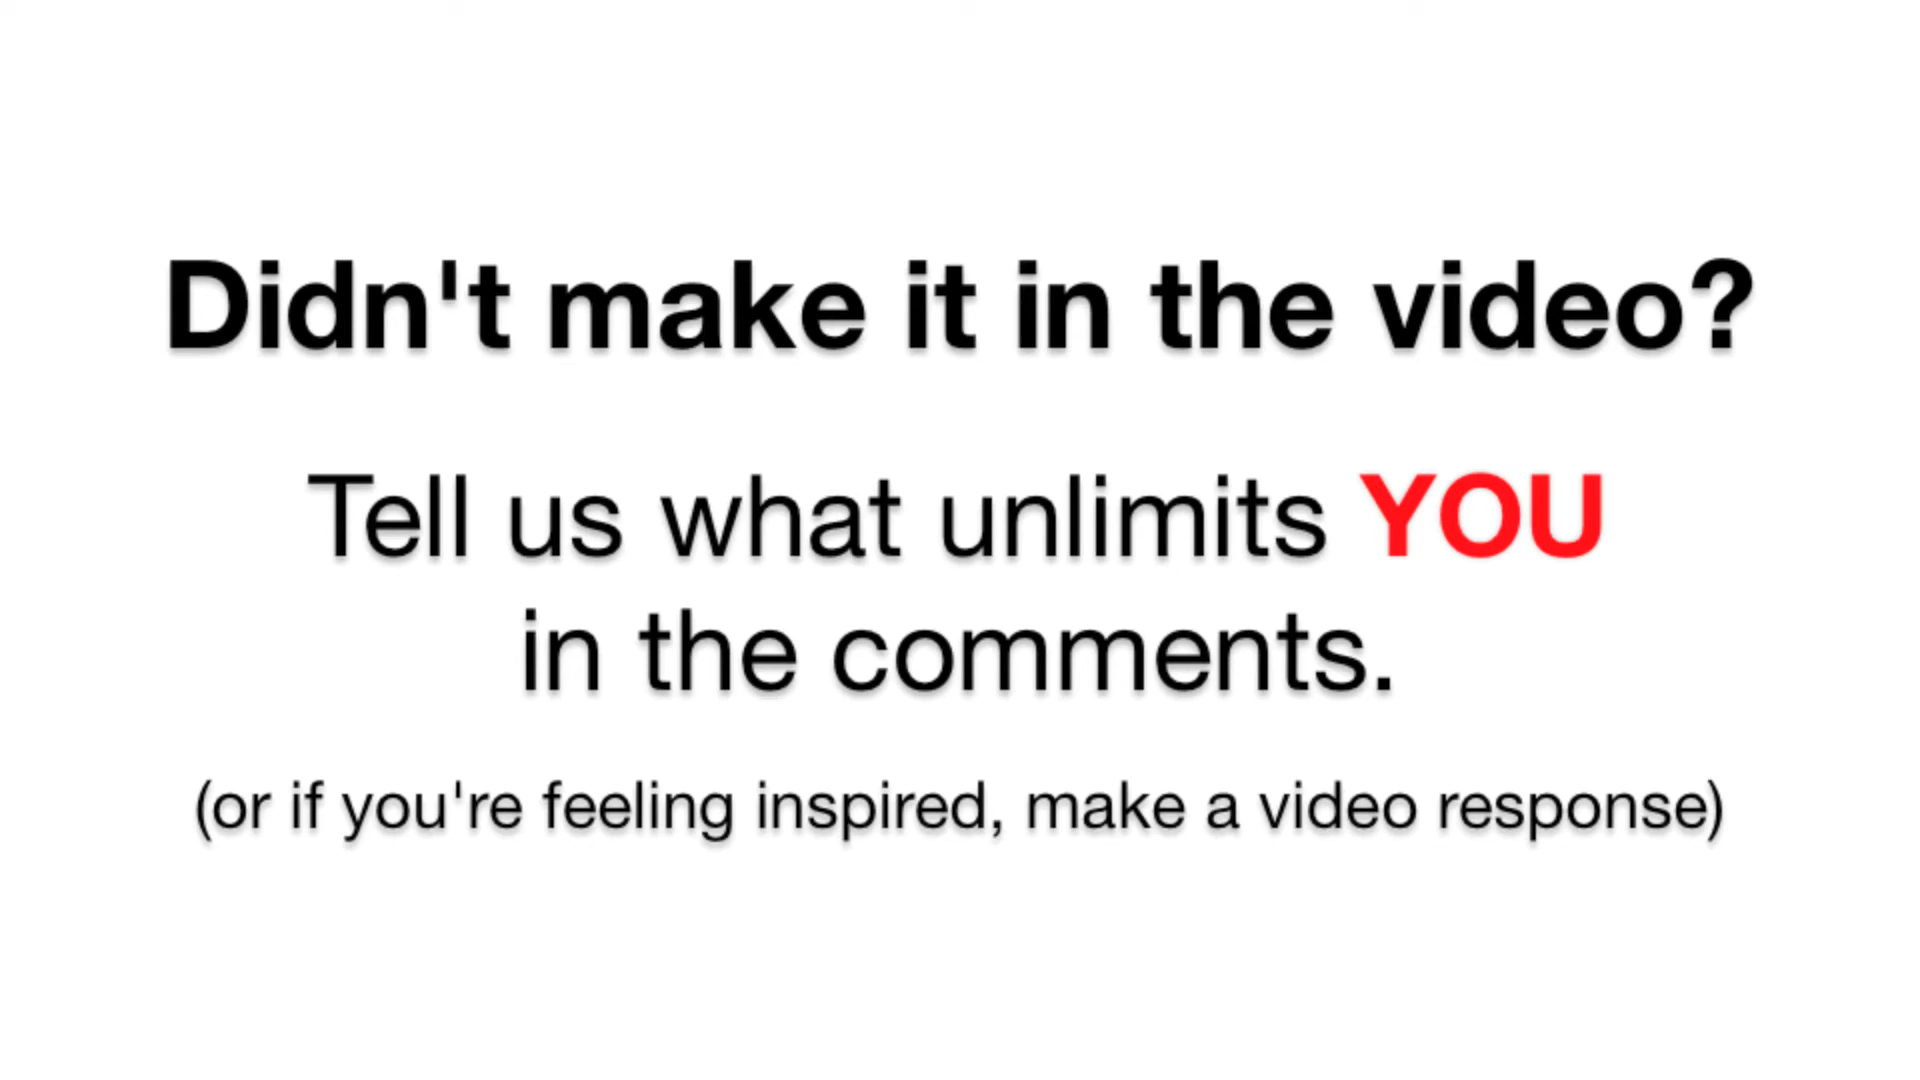 Didn't make it in the video?
Tell us what unlimits YOU
in the comments.
(or if you're feeling inspired, make a video response)